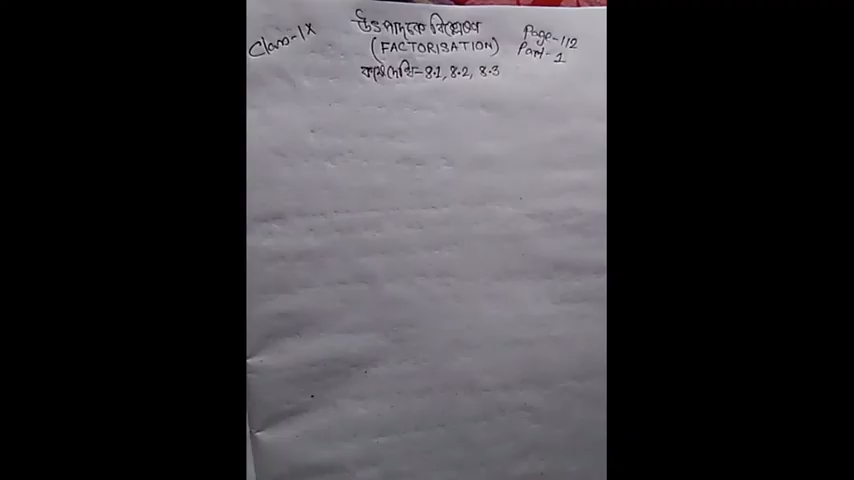 Class-IX
উৎপাদকে বিশ্লেষণ
(FACTORISATION)
Page-112
Part-1
কষে দেখি-8.1, 8.2, 8.3